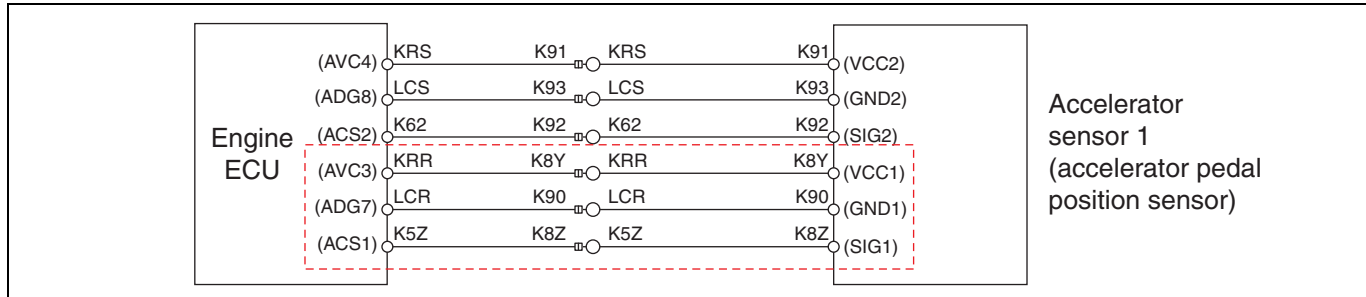 Engine
ECU
(AVC4) KRS K91 KRS K91 (VCC2)
(ADG8) LCS K93 LCS K93 (GND2)
(ACS2) K62 K92 K62 K92 (SIG2)
(AVC3) KRR K8Y KRR K8Y (VCC1)
(ADG7) LCR K90 LCR K90 (GND1)
(ACS1) K5Z K8Z K5Z K8Z (SIG1)
Accelerator
sensor 1
(accelerator pedal
position sensor)